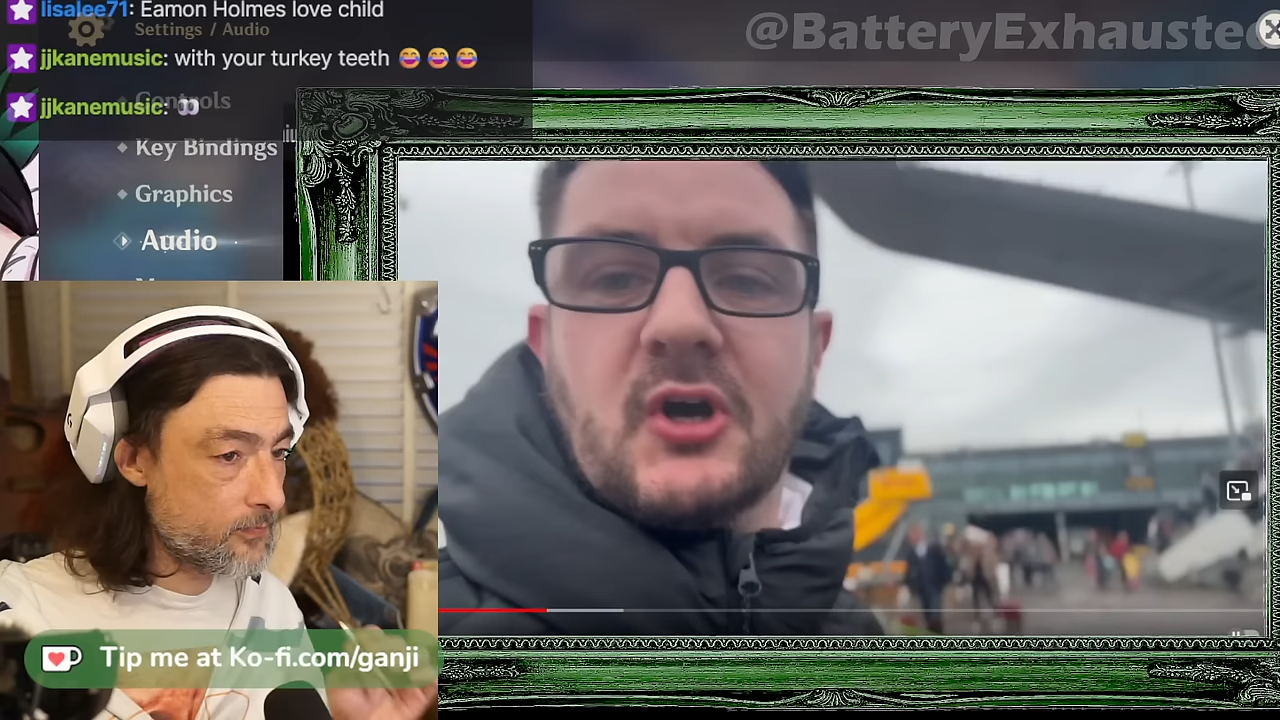 lisalee71: Eamon Holmes love child
Settings / Audio
@BatteryExhausted
jjkanemusic: with your turkey teeth 😂 😂 😂
jjkanemusic: 👀
Controls
Key Bindings
Graphics
Audio
Tip me at Ko-fi.com/ganji